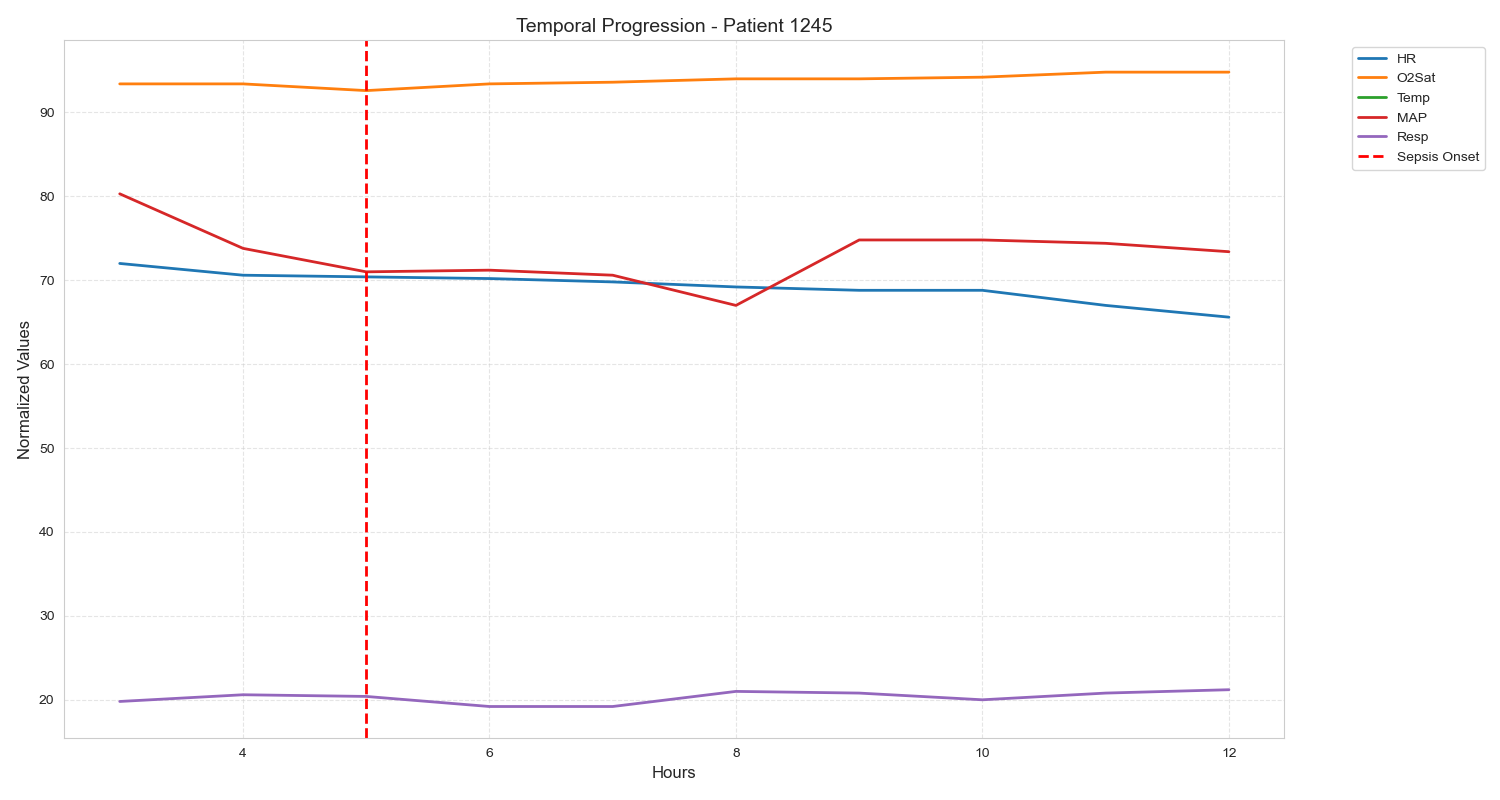 Temporal Progression - Patient 1245
HR
O2Sat
Temp
MAP
Resp
Sepsis Onset
Normalized Values
90
80
70
60
50
40
30
20
4
6
8
10
12
Hours